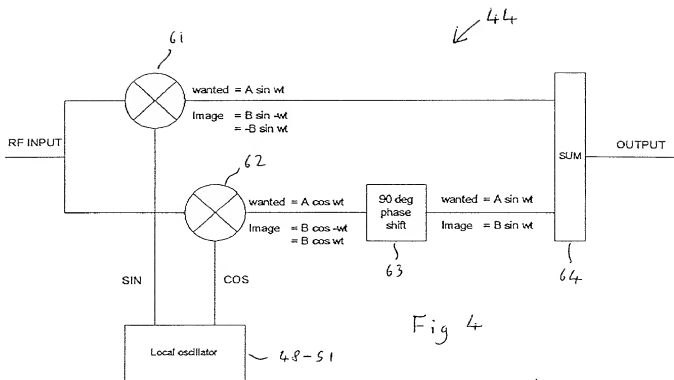 44
61
wanted = A sin wt
Image = B sin -wt
= -B sin wt
RF INPUT
62
SUM
OUTPUT
wanted = A cos wt
Image = B cos -wt
= B cos wt
90 deg
phase
shift
wanted = A sin wt
Image = B sin wt
63
64
SIN
COS
Local oscillator
48-51
Fig 4